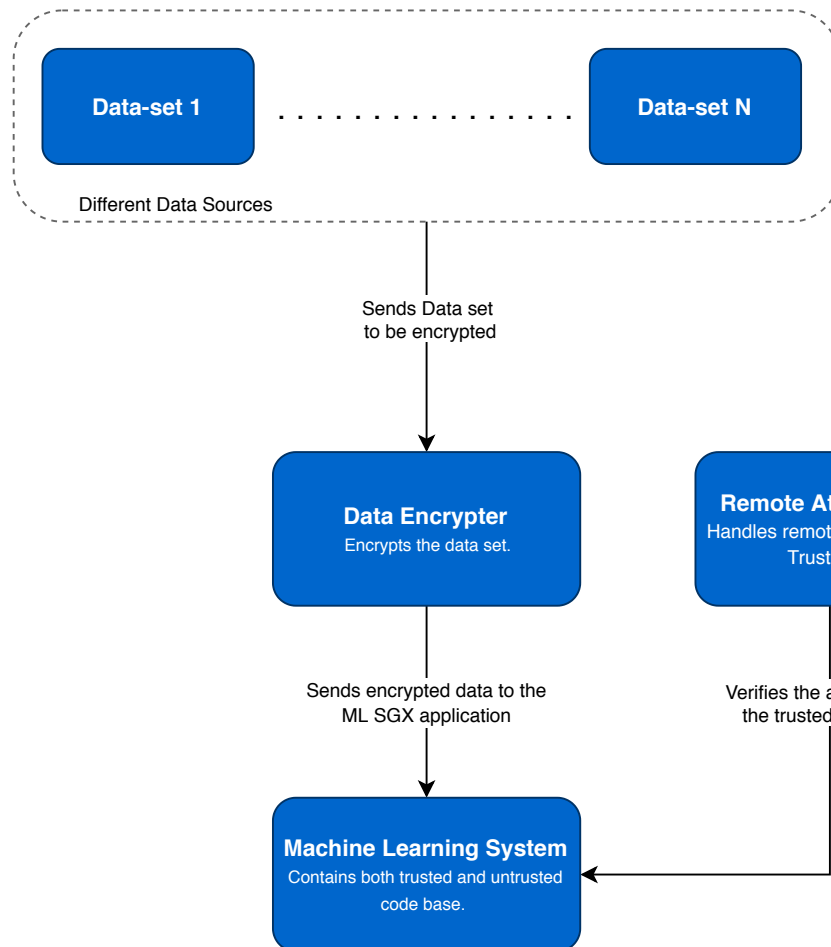 Data-set 1
. . . . . . . . . . . . . . . .
Data-set N
Different Data Sources
Sends Data set
to be encrypted
Data Encrypter
Encrypts the data set.
Remote
Handles
Trust
Sends encrypted data to the
ML SGX application
Verifies the
the trusted
Machine Learning System
Contains both trusted and untrusted
code base.